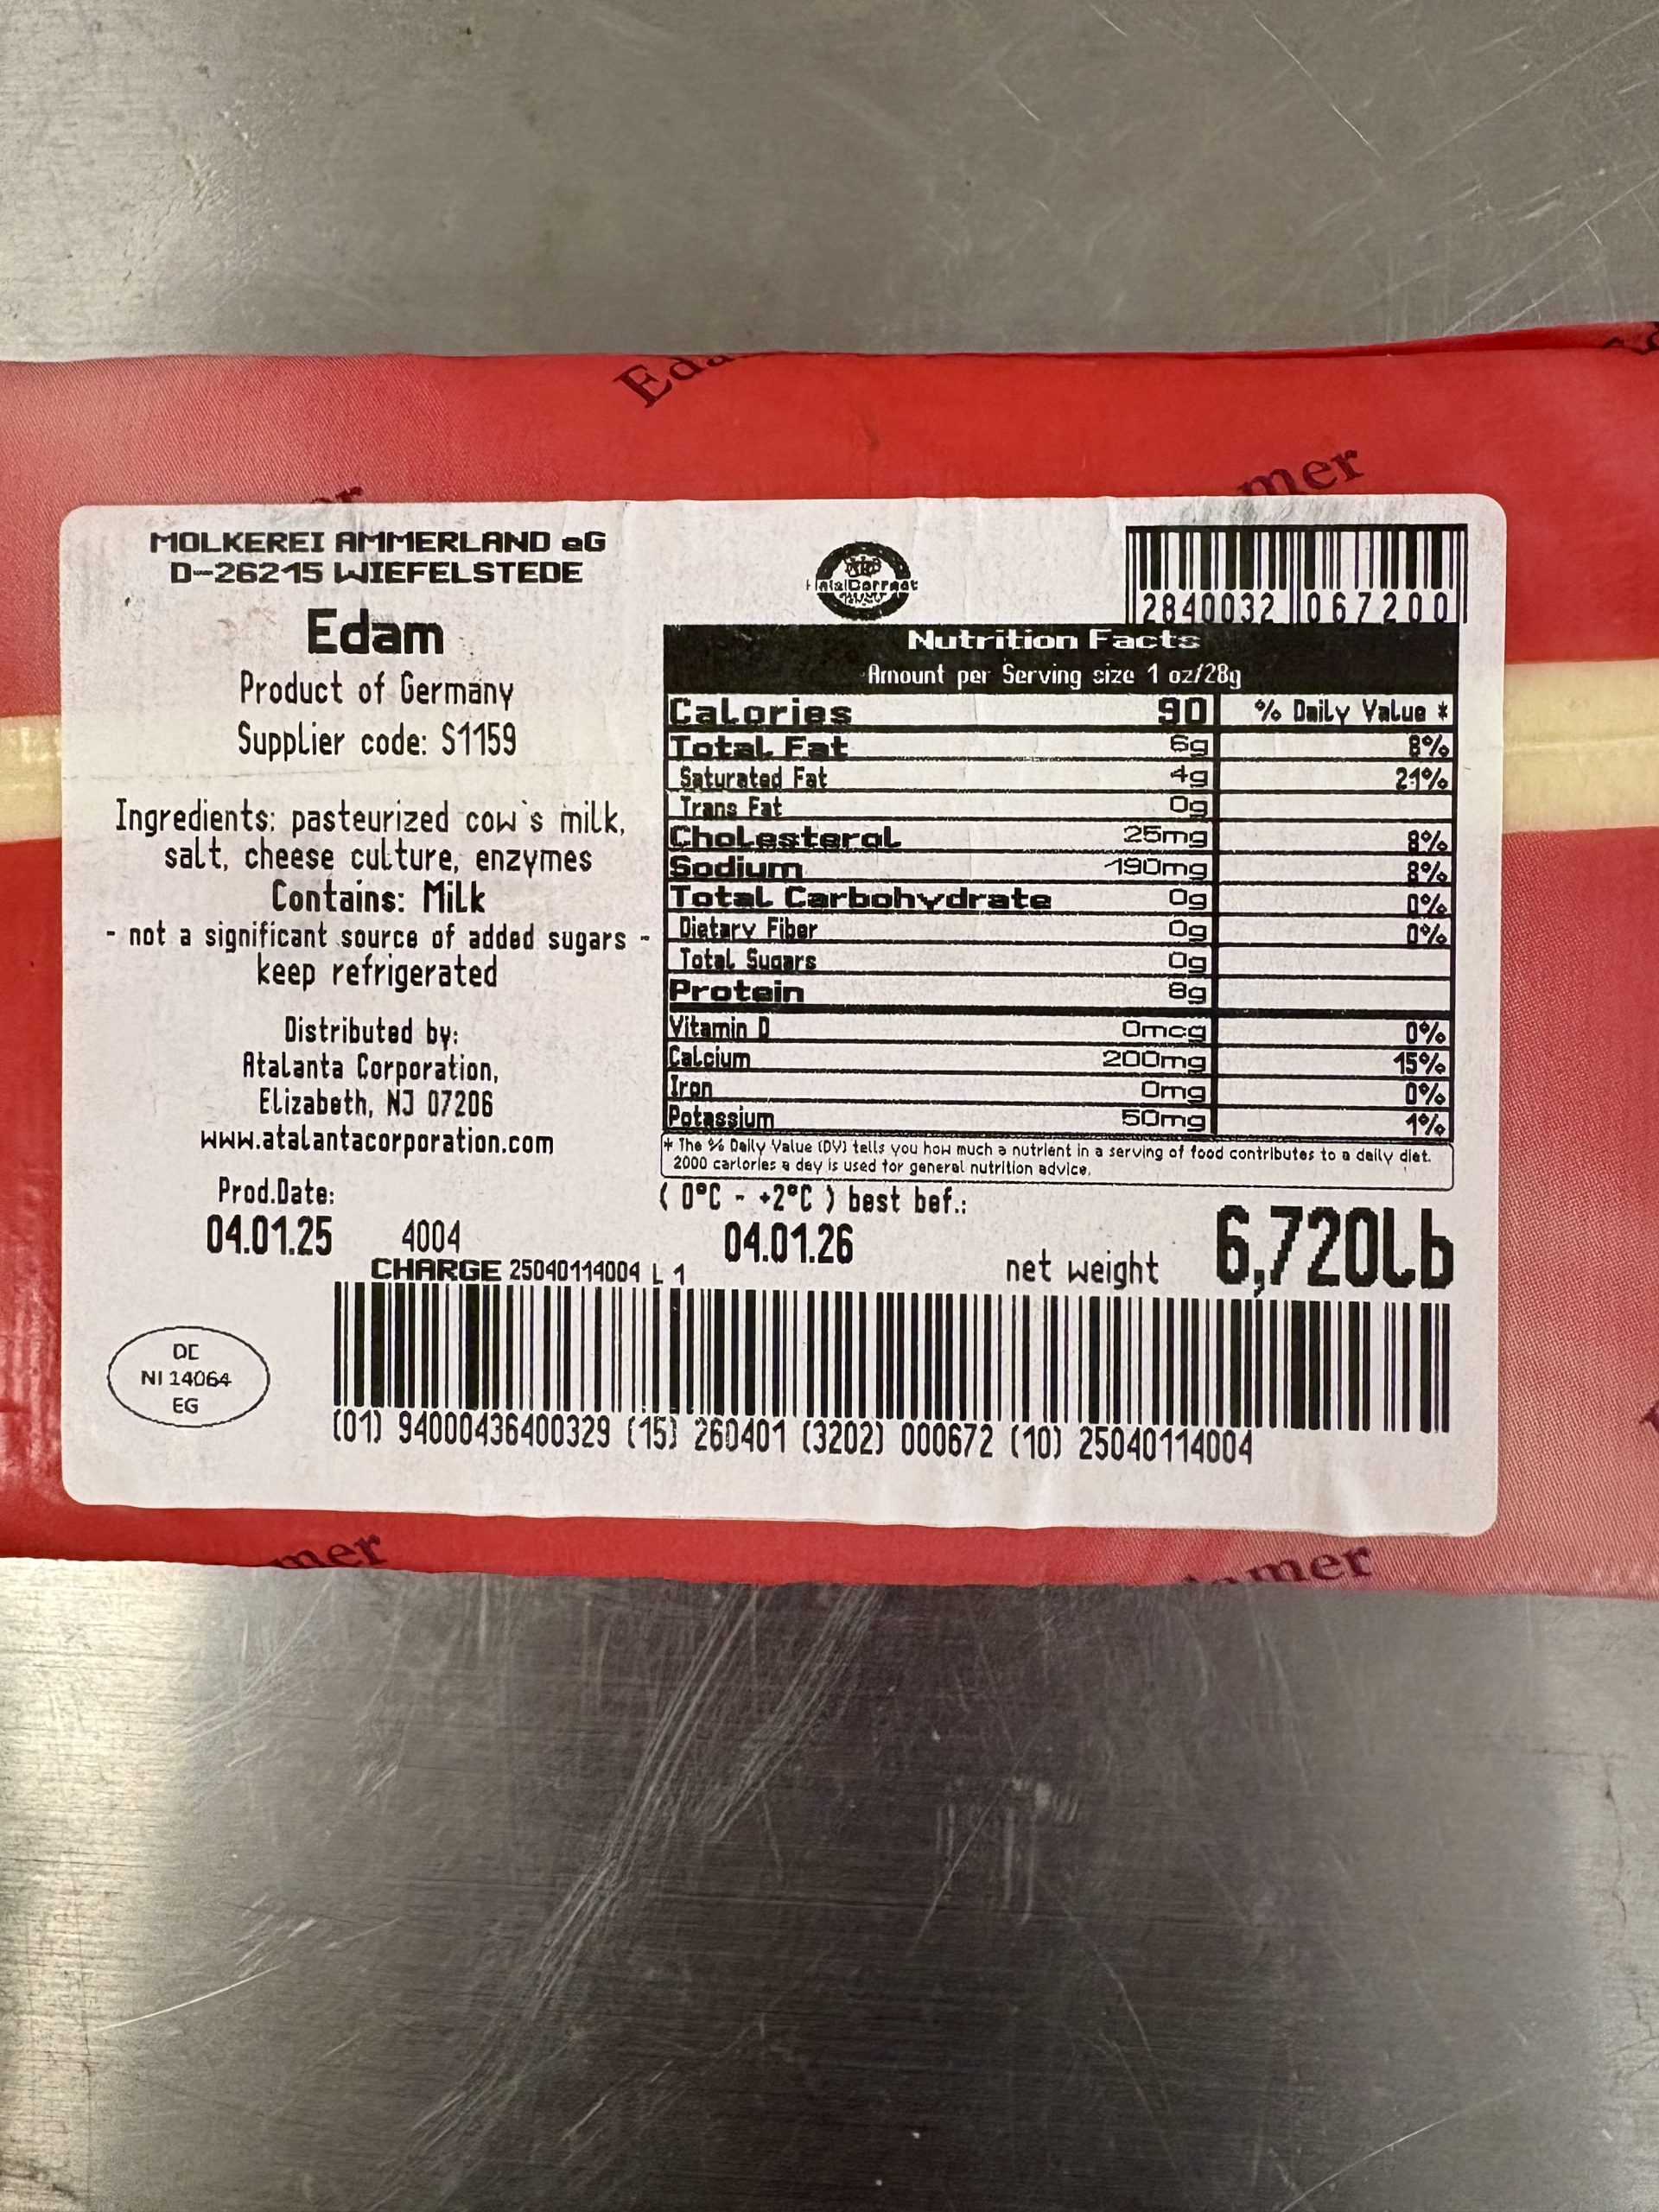 Eda
mer
MOLKEREI AMMERLAND eG
D-26215 WIEFELSTEDE
Edam
Product of Germany
Supplier code: S1159
Ingredients: pasteurized cow`s milk,
salt, cheese culture, enzymes
Contains: Milk
- not a significant source of added sugars -
keep refrigerated
Distributed by:
Atalanta Corporation,
Elizabeth, NJ 07206
www.atalantacorporation.com
Prod.Date:
04.01.25 4004
CHARGE 25040114004 L 1
HalalCorrect
2840032 067200
Nutrition Facts
Amount per Serving size 1 oz/28g
Calories 90 % Daily Value *
Total Fat 6g 8%
Saturated Fat 4g 21%
Trans Fat 0g
Cholesterol 25mg 8%
Sodium 190mg 8%
Total Carbohydrate 0g 0%
Dietary Fiber 0g 0%
Total Sugars 0g
Protein 8g
Vitamin D 0mcg 0%
Calcium 200mg 15%
Iron 0mg 0%
Potassium 50mg 1%
* The % Daily Value (DV) tells you how much a nutrient in a serving of food contributes to a daily diet.
2000 carlories a day is used for general nutrition advice.
( 0°C - +2°C ) best bef.:
04.01.26
net weight 6,720lb
DE
NI 14064
EG
(01) 94000436400329 (15) 260401 (3202) 000672 (10) 25040114004
mer
mer